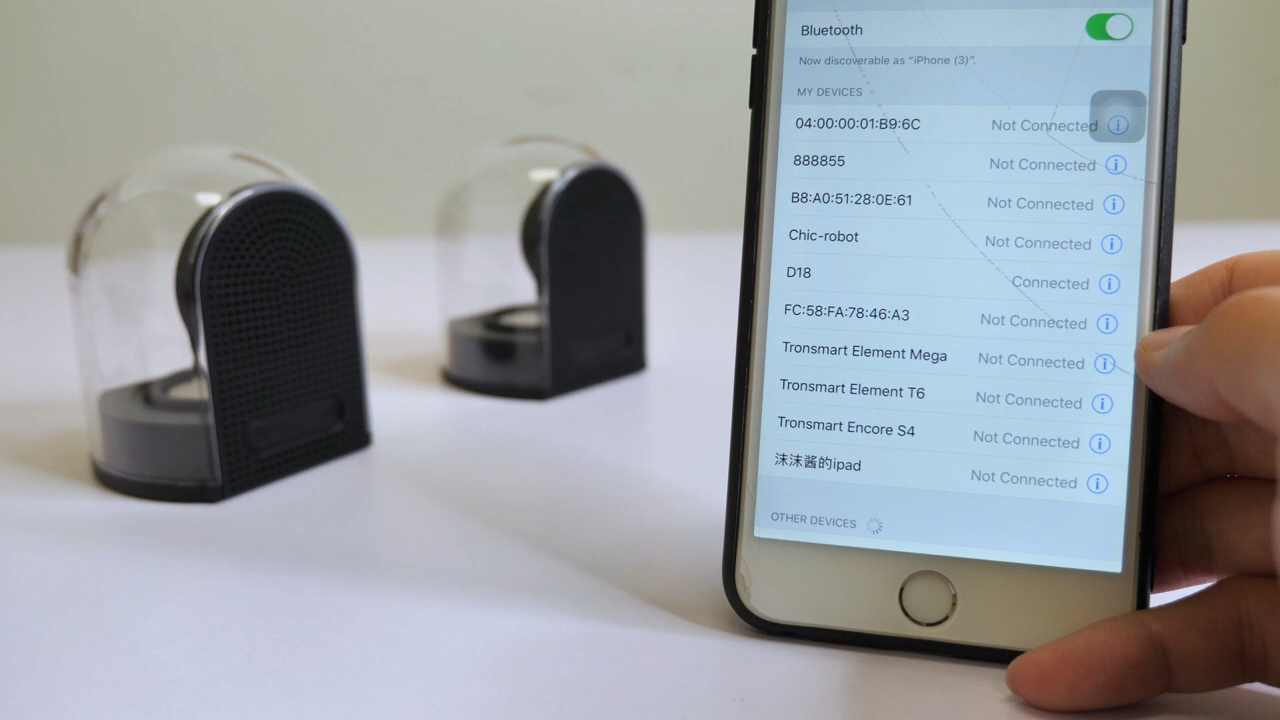 Bluetooth
Now discoverable as “iPhone (3)”.
MY DEVICES
04:00:00:01:B9:6C Not Connected
888855 Not Connected
B8:A0:51:28:0E:61 Not Connected
Chic-robot Not Connected
D18 Connected
FC:58:FA:78:46:A3 Not Connected
Tronsmart Element Mega Not Connected
Tronsmart Element T6 Not Connected
Tronsmart Encore S4 Not Connected
沫沫酱的ipad Not Connected
OTHER DEVICES